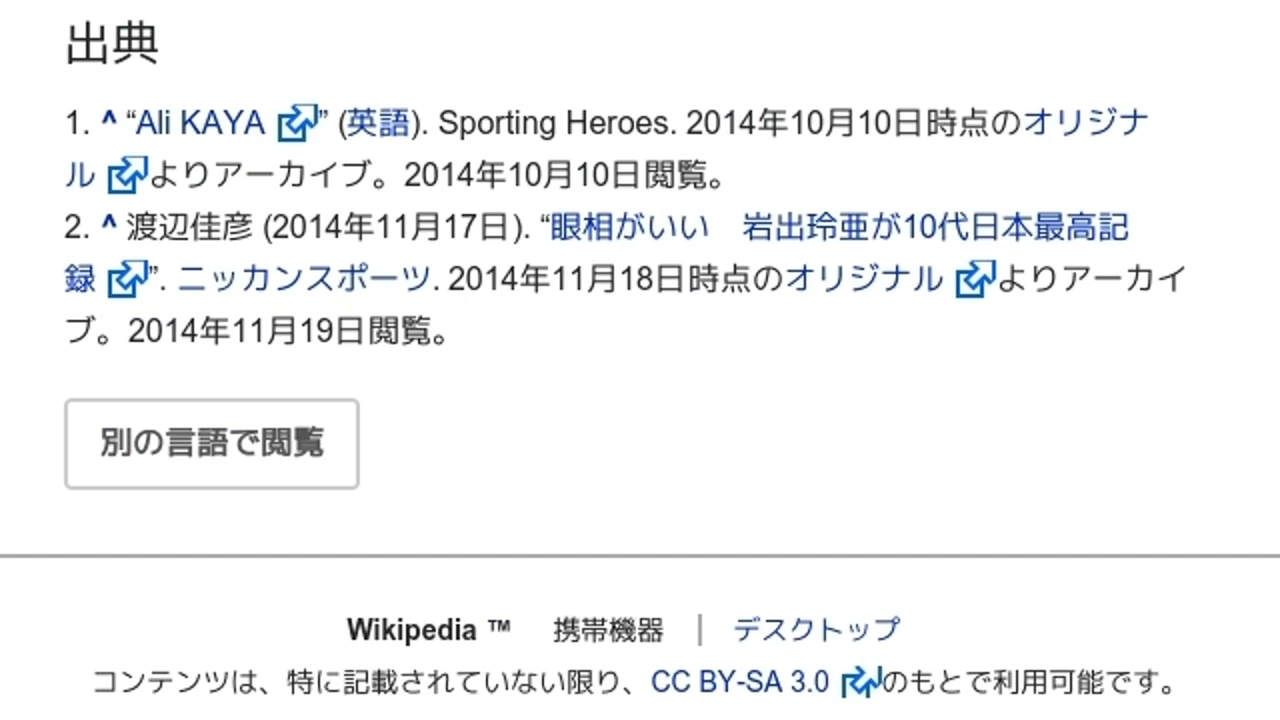 出典
1. ^ “Ali KAYA ” (英語). Sporting Heroes. 2014年10月10日時点のオリジナ
ル よりアーカイブ。2014年10月10日閲覧。
2. ^ 渡辺佳彦 (2014年11月17日). “眼相がいい　岩出玲亜が10代日本最高記
録 ”. ニッカンスポーツ. 2014年11月18日時点のオリジナル よりアーカイ
ブ。2014年11月19日閲覧。
別の言語で閲覧
Wikipedia ™ 携帯機器 | デスクトップ
コンテンツは、特に記載されていない限り、CC BY-SA 3.0 のもとで利用可能です。